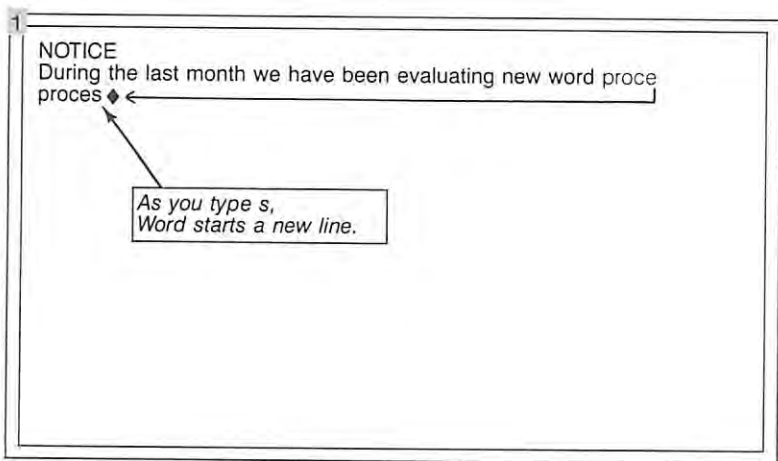 1
NOTICE
During the last month we have been evaluating new word proce
proces ♦
As you type s,
Word starts a new line.